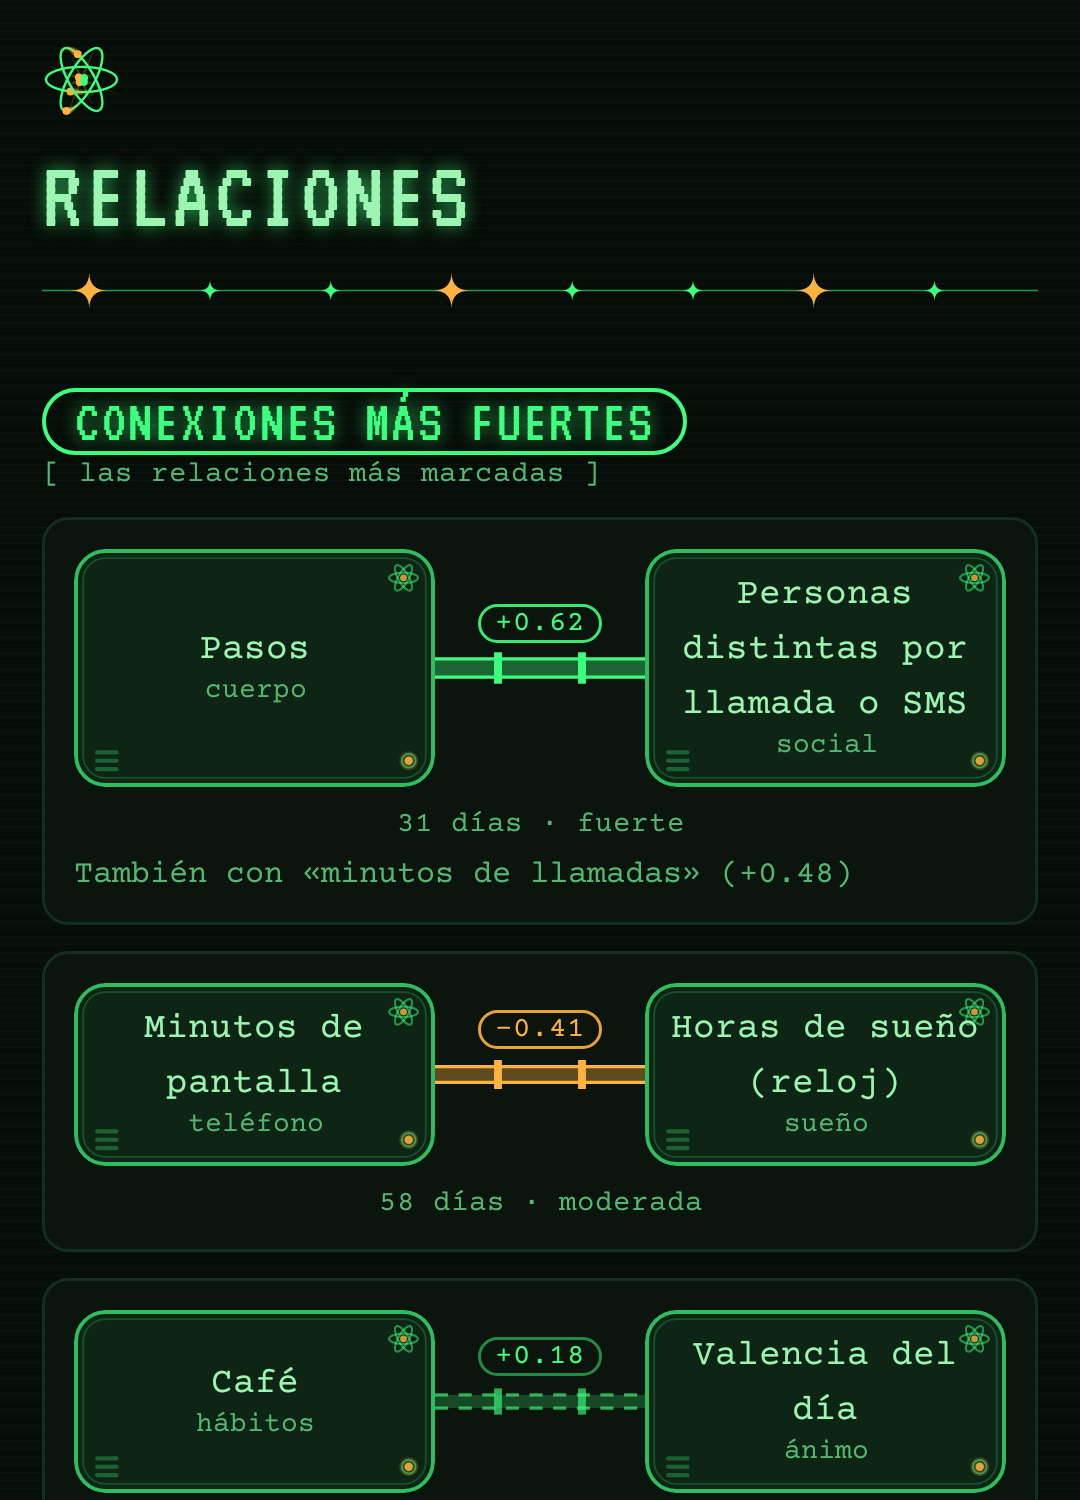 RELACIONES
CONEXIONES MÁS FUERTES
[ las relaciones más marcadas ]
Pasos
cuerpo
+0.62
Personas
distintas por
llamada o SMS
social
31 días · fuerte
También con «minutos de llamadas» (+0.48)
Minutos de
pantalla
teléfono
−0.41
Horas de sueño
(reloj)
sueño
58 días · moderada
Café
hábitos
+0.18
Valencia del
día
ánimo